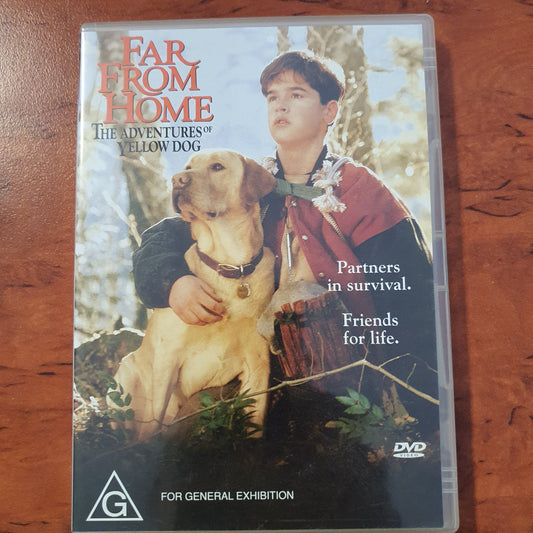 FAR
FROM
HOME
THE ADVENTURES OF
YELLOW DOG
Partners
in survival.
Friends
for life.
DVD
VIDEO
G
FOR GENERAL EXHIBITION